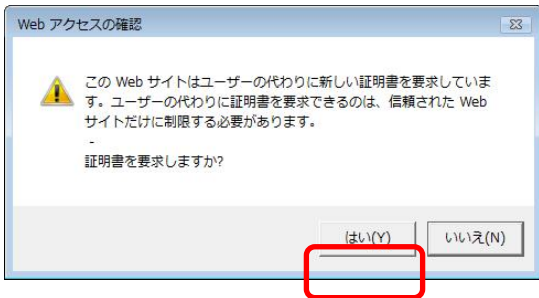 Web アクセスの確認
この Web サイトはユーザーの代わりに新しい証明書を要求していま
す。ユーザーの代わりに証明書を要求できるのは、信頼された Web
サイトだけに制限する必要があります。
-
証明書を要求しますか?
はい(Y)
いいえ(N)